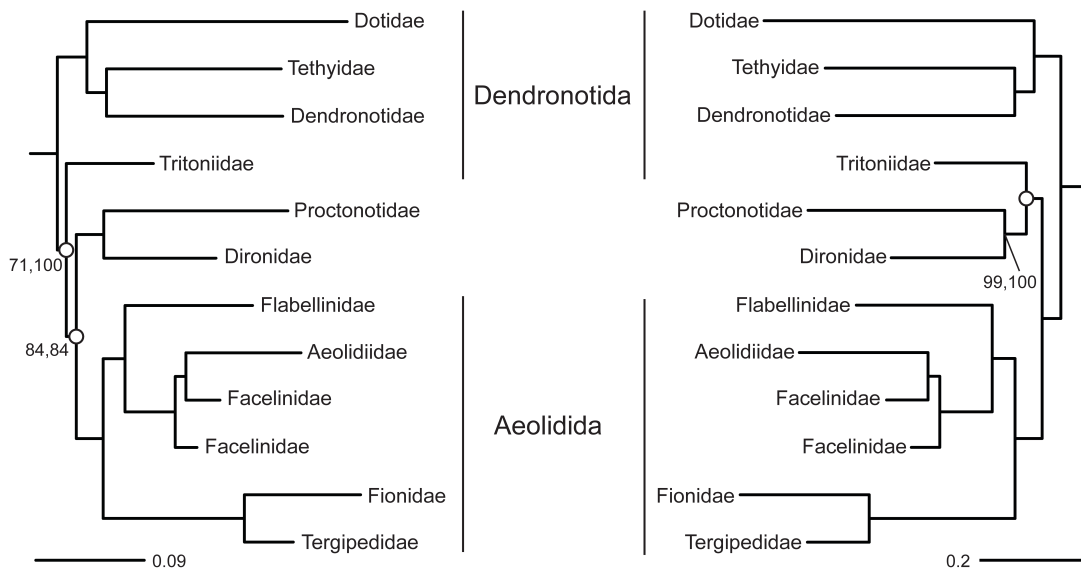 Dotidae
Tethyidae
Dendronotidae
Tritoniidae
Proctonotidae
Dironidae
Flabellinidae
Aeolidiidae
Facelinidae
Facelinidae
Fionidae
Tergipedidae
71,100
84,84
0.09
Dendronotida
Aeolidida
Dotidae
Tethyidae
Dendronotidae
Tritoniidae
Proctonotidae
Dironidae
99,100
Flabellinidae
Aeolidiidae
Facelinidae
Facelinidae
Fionidae
Tergipedidae
0.2